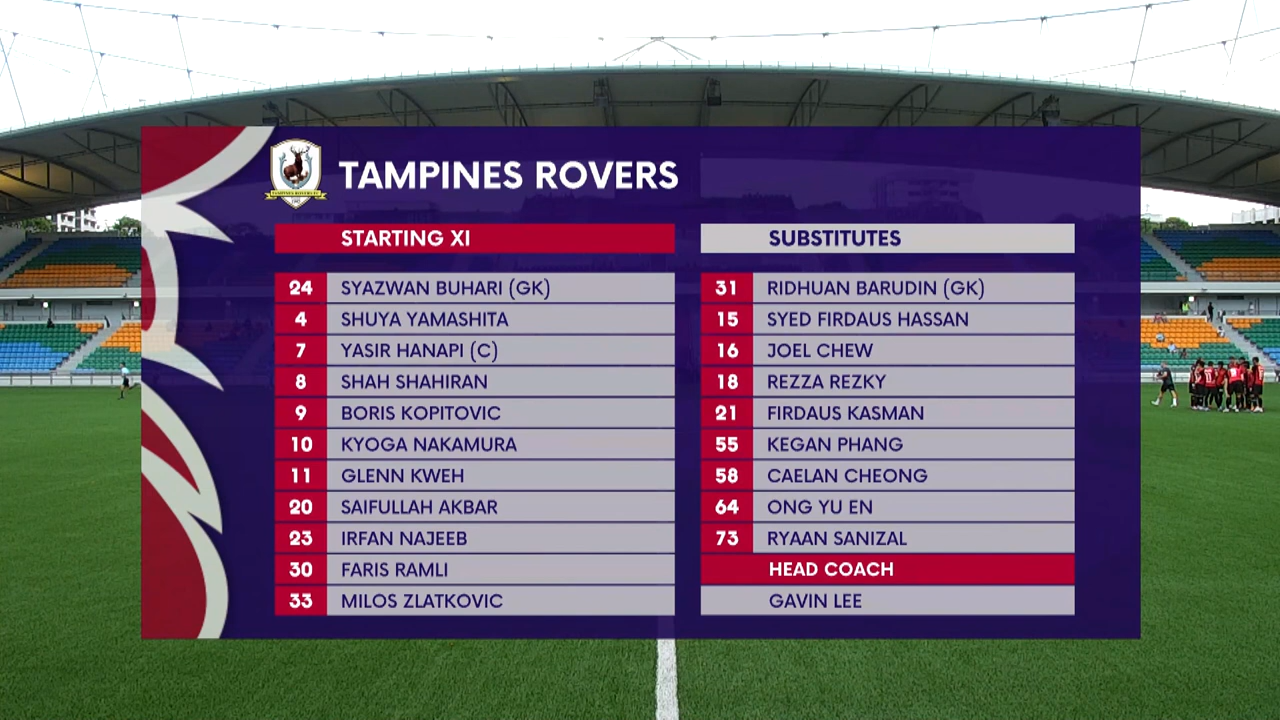 TAMPINES ROVERS
STARTING XI
24 SYAZWAN BUHARI (GK)
4 SHUYA YAMASHITA
7 YASIR HANAPI (C)
8 SHAH SHAHIRAN
9 BORIS KOPITOVIC
10 KYOGA NAKAMURA
11 GLENN KWEH
20 SAIFULLAH AKBAR
23 IRFAN NAJEEB
30 FARIS RAMLI
33 MILOS ZLATKOVIC
SUBSTITUTES
31 RIDHUAN BARUDIN (GK)
15 SYED FIRDAUS HASSAN
16 JOEL CHEW
18 REZZA REZKY
21 FIRDAUS KASMAN
55 KEGAN PHANG
58 CAELAN CHEONG
64 ONG YU EN
73 RYAAN SANIZAL
HEAD COACH
GAVIN LEE